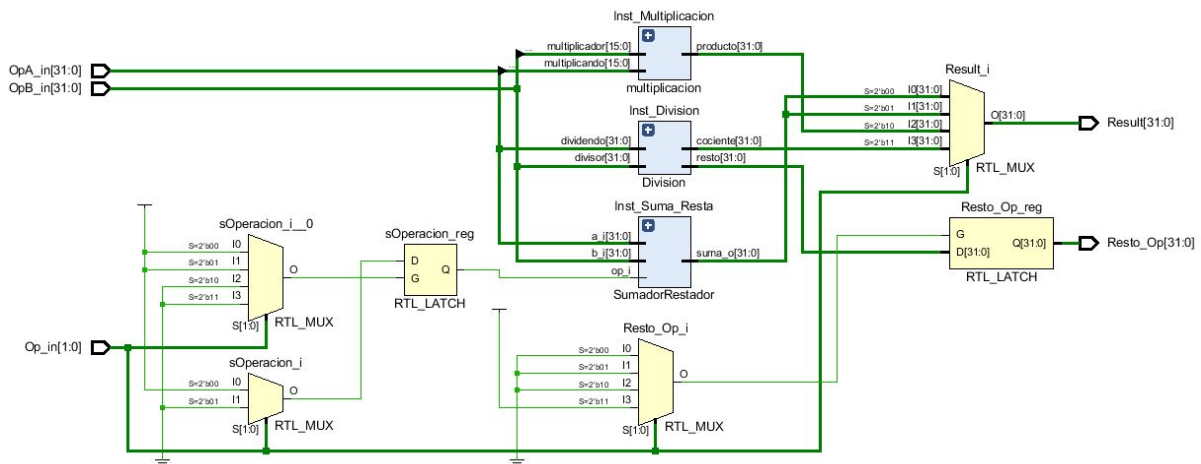 Inst_Multiplicacion
multiplicador[15:0]
multiplicando[15:0]
producto[31:0]
multiplicacion
OpA_in[31:0]
OpB_in[31:0]
Inst_Division
dividendo[31:0]
divisor[31:0]
cociente[31:0]
resto[31:0]
Division
Result_i
S=2'b00 I0[31:0]
S=2'b01 I1[31:0]
S=2'b10 I2[31:0]
S=2'b11 I3[31:0]
O[31:0]
S[1:0]
RTL_MUX
Result[31:0]
Inst_Suma_Resta
a_i[31:0]
b_i[31:0]
op_i
suma_o[31:0]
SumadorRestador
Resto_Op_reg
G
D[31:0]
Q[31:0]
RTL_LATCH
Resto_Op[31:0]
sOperacion_i__0
S=2'b00 I0
S=2'b01 I1
S=2'b10 I2
S=2'b11 I3
O
S[1:0]
RTL_MUX
sOperacion_reg
D
G
Q
RTL_LATCH
Op_in[1:0]
sOperacion_i
S=2'b00 I0
S=2'b01 I1
O
S[1:0]
RTL_MUX
Resto_Op_i
S=2'b00 I0
S=2'b01 I1
S=2'b10 I2
S=2'b11 I3
O
S[1:0]
RTL_MUX